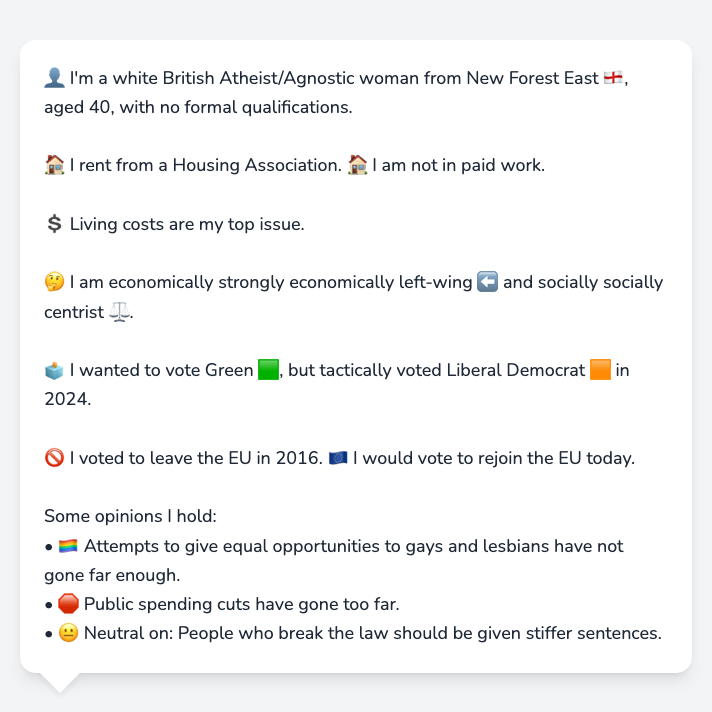 👤 I'm a white British Atheist/Agnostic woman from New Forest East 🏴󠁧󠁢󠁥󠁮󠁧󠁿,
aged 40, with no formal qualifications.
🏠 I rent from a Housing Association. 🏠 I am not in paid work.
💲 Living costs are my top issue.
🤔 I am economically strongly economically left-wing ⬅️ and socially socially
centrist ⚖️.
🗳️ I wanted to vote Green 🟩, but tactically voted Liberal Democrat 🟧 in
2024.
🚫 I voted to leave the EU in 2016. 🇪🇺 I would vote to rejoin the EU today.
Some opinions I hold:
• 🏳️‍🌈 Attempts to give equal opportunities to gays and lesbians have not
gone far enough.
• 🛑 Public spending cuts have gone too far.
• 😐 Neutral on: People who break the law should be given stiffer sentences.